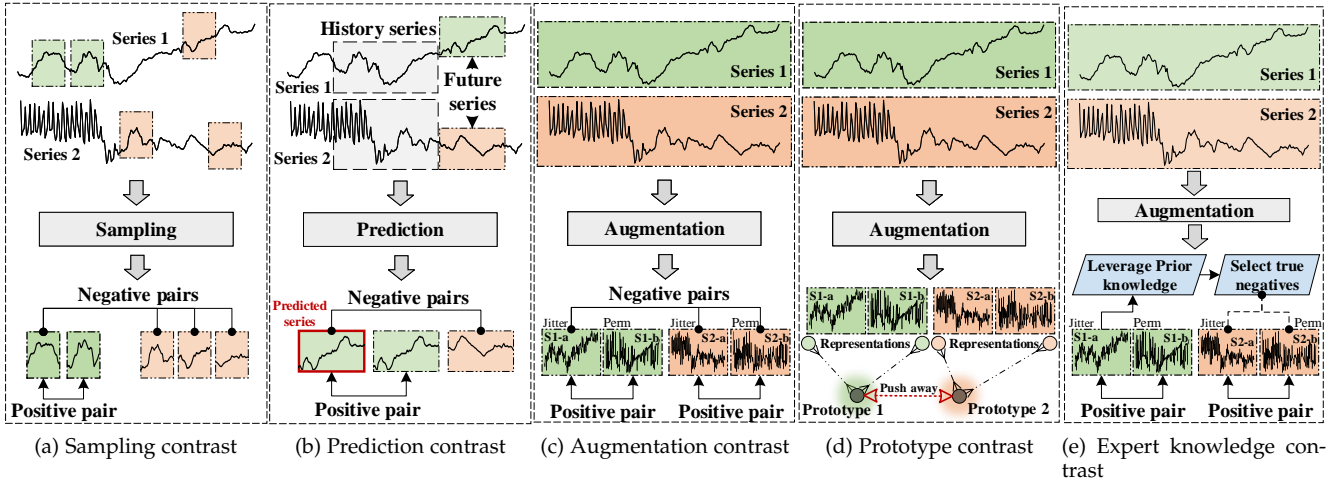 Series 1
Series 2
Sampling
Negative pairs
Positive pair
(a) Sampling contrast
History series
Series 1
Future
series
Series 2
Prediction
Negative pairs
Predicted
series
Positive pair
(b) Prediction contrast
Series 1
Series 2
Augmentation
Negative pairs
Jitter
Perm
Jitter
Perm
S1-a
S1-b
S2-a
S2-b
Positive Pair
Positive pair
(c) Augmentation contrast
Series 1
Series 2
Augmentation
S1-a
S1-b
S2-a
S2-b
Representations
Representations
Push away
Prototype 1
Prototype 2
(d) Prototype contrast
Series 1
Series 2
Augmentation
Leverage Prior
knowledge
Select true
negatives
Jitter
Perm
Jitter
Perm
S1-a
S1-b
S2-a
S2-b
Positive Pair
Positive pair
(e) Expert knowledge con-
trast